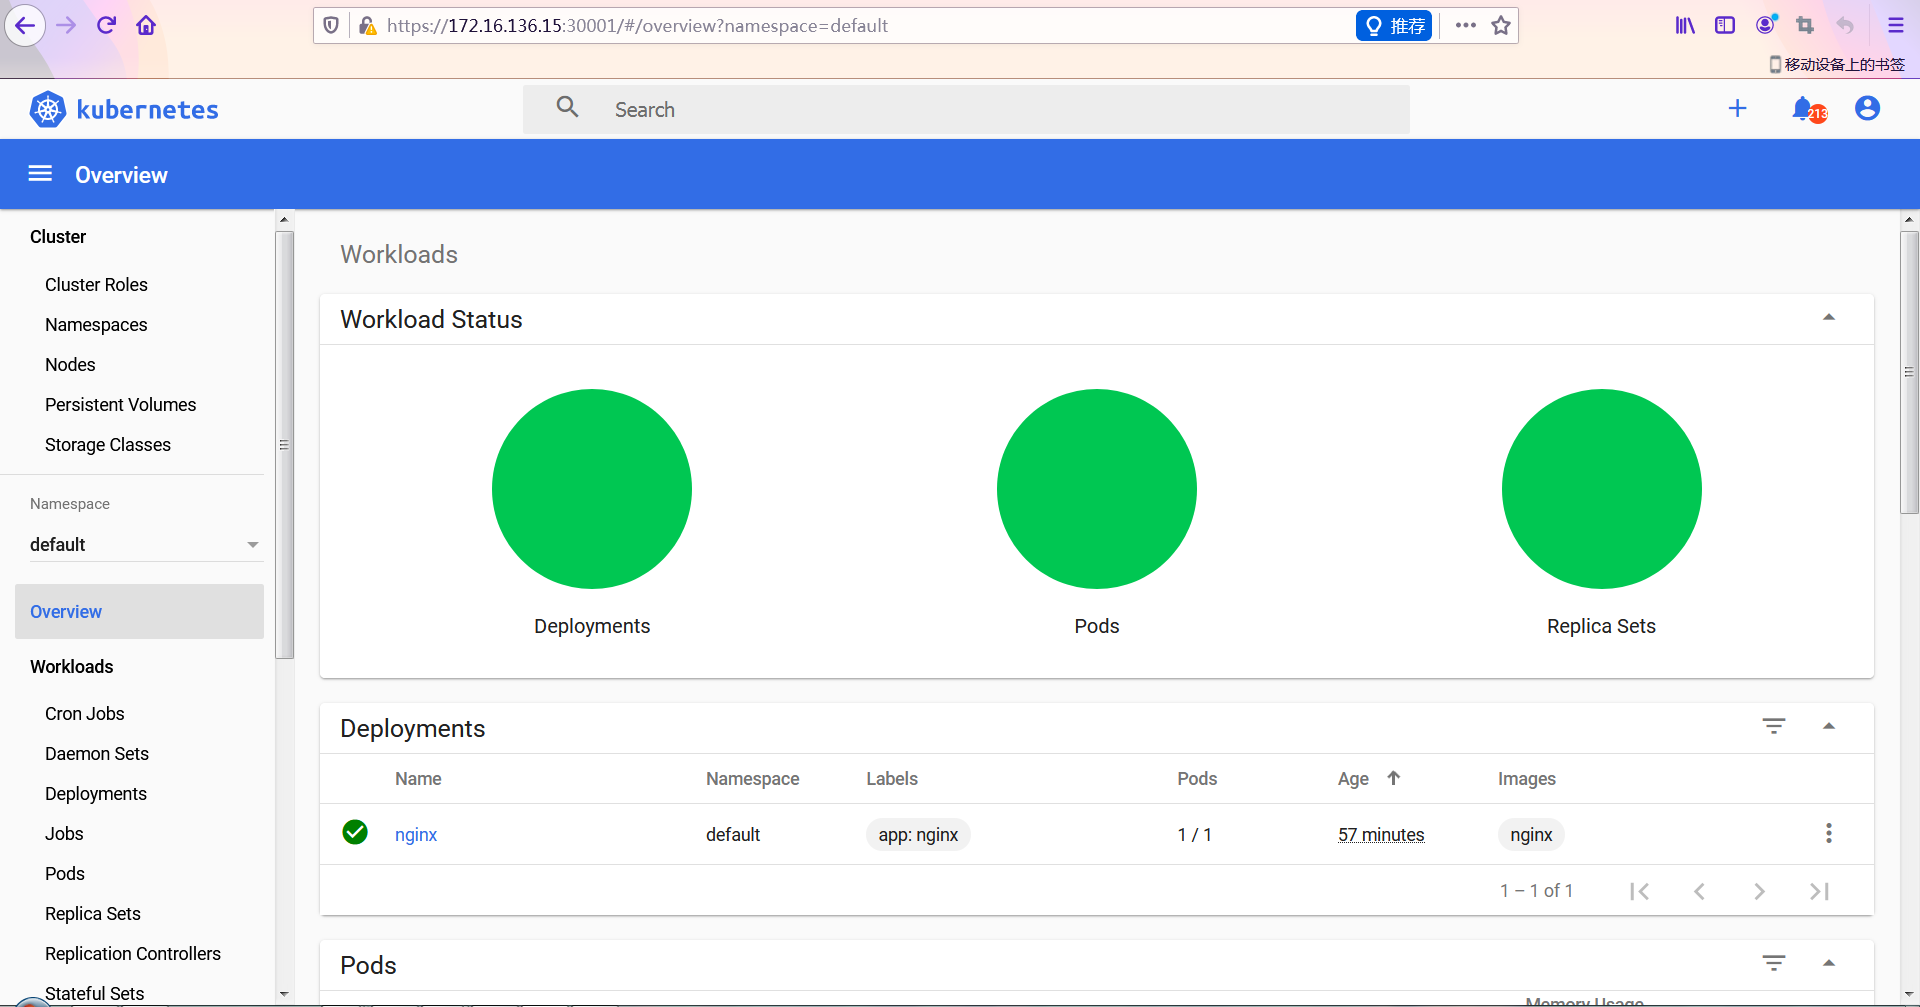 https://172.16.136.15:30001/#/overview?namespace=default
推荐
移动设备上的书签
kubernetes
Search
213
Overview
Cluster
Cluster Roles
Namespaces
Nodes
Persistent Volumes
Storage Classes
Namespace
default
Overview
Workloads
Cron Jobs
Daemon Sets
Deployments
Jobs
Pods
Replica Sets
Replication Controllers
Stateful Sets
Workloads
Workload Status
Deployments Pods Replica Sets
Deployments
Name Namespace Labels Pods Age Images
nginx default app: nginx 1 / 1 57 minutes nginx
1 – 1 of 1
Pods
Memory Usage